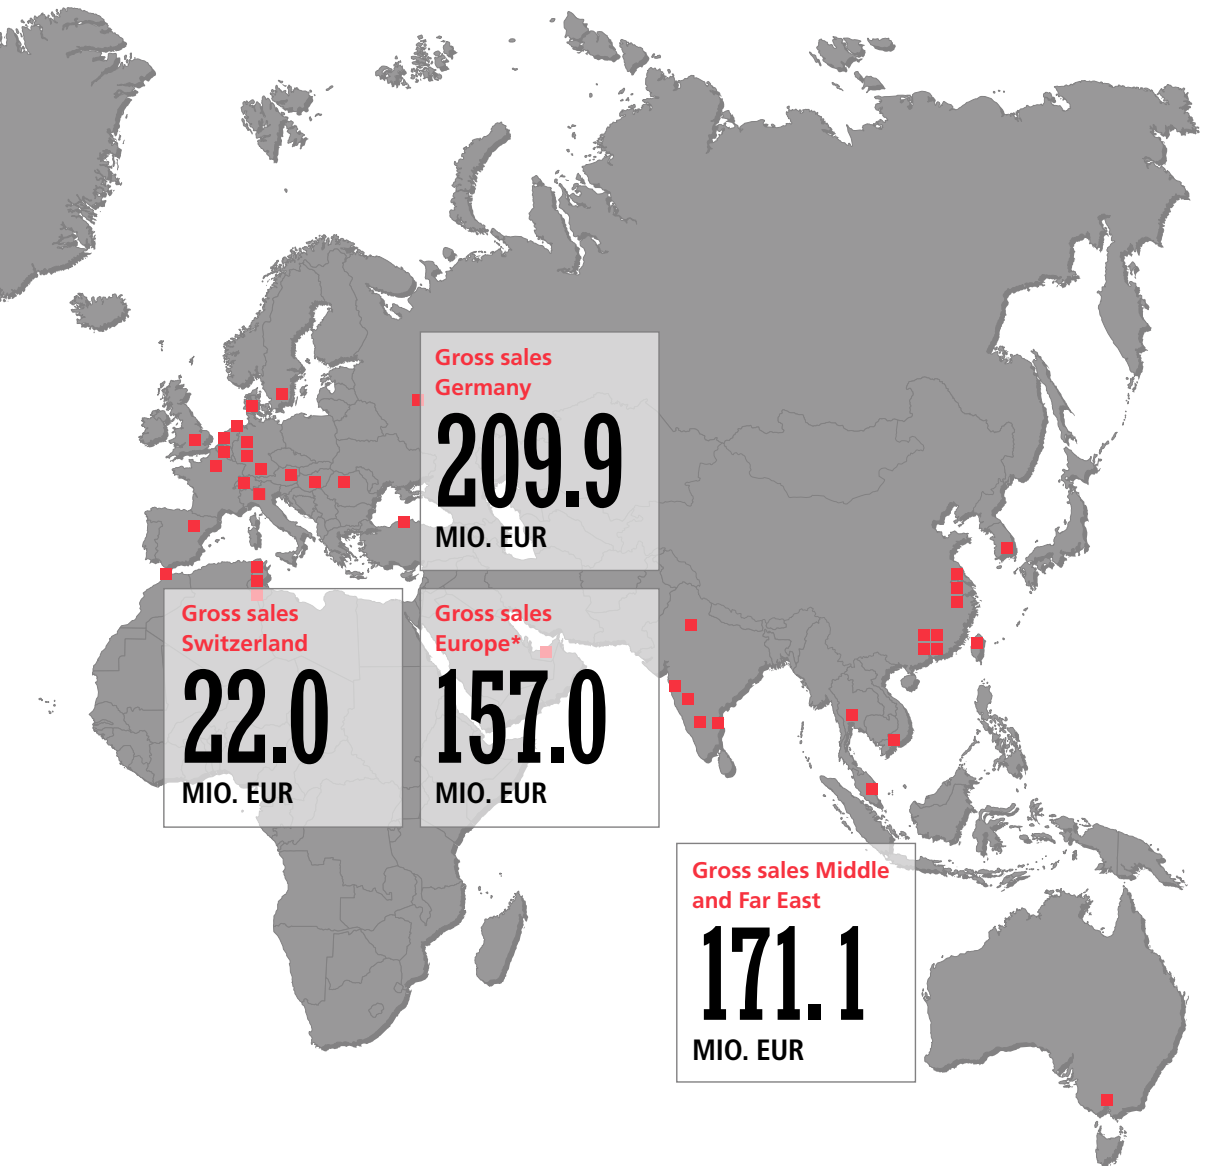 Gross sales
Germany
209.9
MIO. EUR
Gross sales
Switzerland
22.0
MIO. EUR
Gross sales
Europe*
157.0
MIO. EUR
Gross sales Middle
and Far East
171.1
MIO. EUR